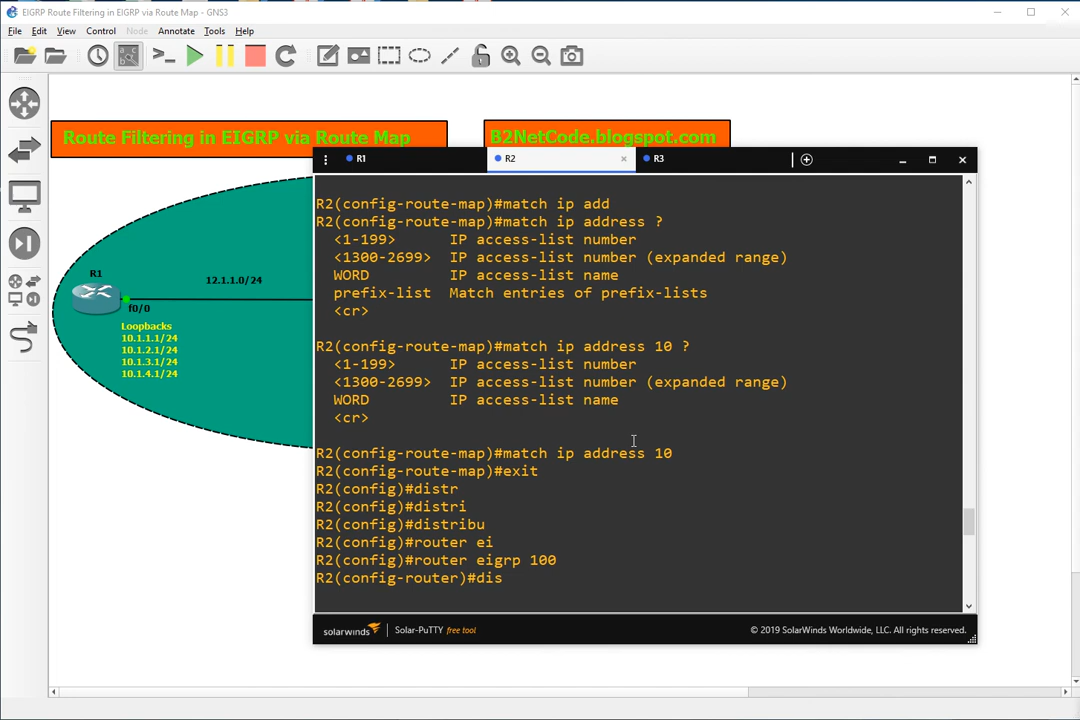 EIGRP Route Filtering in EIGRP via Route Map - GNS3
File Edit View Control Node Annotate Tools Help
Route Filtering in EIGRP via Route Map
B2NetCode.blogspot.com
R1
R2
R3
R1
12.1.1.0/24
f0/0
Loopbacks
10.1.1.1/24
10.1.2.1/24
10.1.3.1/24
10.1.4.1/24
R2(config-route-map)#match ip add
R2(config-route-map)#match ip address ?
<1-199> IP access-list number
<1300-2699> IP access-list number (expanded range)
WORD IP access-list name
prefix-list Match entries of prefix-lists
<cr>
R2(config-route-map)#match ip address 10 ?
<1-199> IP access-list number
<1300-2699> IP access-list number (expanded range)
WORD IP access-list name
<cr>
R2(config-route-map)#match ip address 10
R2(config-route-map)#exit
R2(config)#distr
R2(config)#distri
R2(config)#distribu
R2(config)#router ei
R2(config)#router eigrp 100
R2(config-router)#dis
solarwinds Solar-PuTTY free tool
© 2019 SolarWinds Worldwide, LLC. All rights reserved.